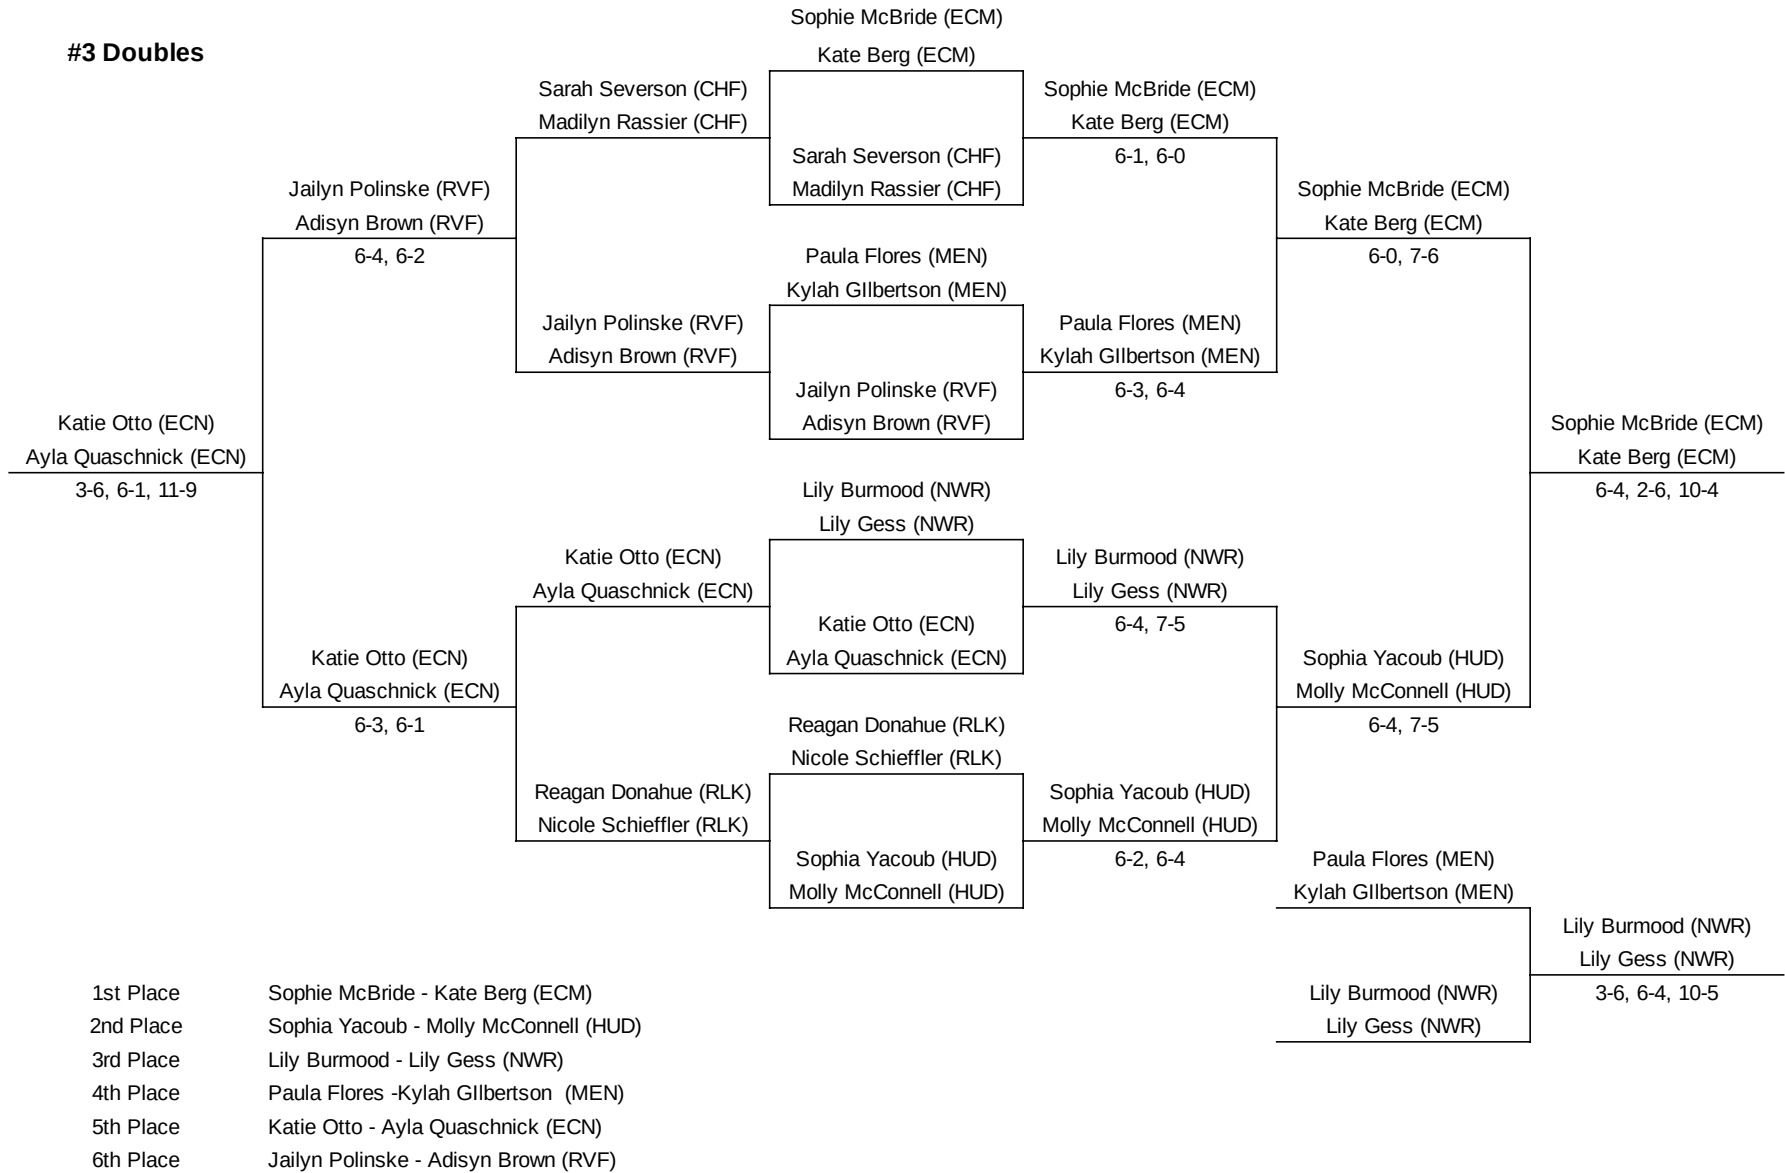 Sophie McBride (ECM)
#3 Doubles
Kate Berg (ECM)
Sarah Severson (CHF)
Sophie McBride (ECM)
Madilyn Rassier (CHF)
Kate Berg (ECM)
Sarah Severson (CHF)
6-1, 6-0
Jailyn Polinske (RVF)
Madilyn Rassier (CHF)
Sophie McBride (ECM)
Adisyn Brown (RVF)
Kate Berg (ECM)
6-4, 6-2
Paula Flores (MEN)
6-0, 7-6
Kylah GIlbertson (MEN)
Jailyn Polinske (RVF)
Paula Flores (MEN)
Adisyn Brown (RVF)
Kylah GIlbertson (MEN)
Jailyn Polinske (RVF)
6-3, 6-4
Katie Otto (ECN)
Adisyn Brown (RVF)
Sophie McBride (ECM)
Ayla Quaschnick (ECN)
Kate Berg (ECM)
3-6, 6-1, 11-9
Lily Burmood (NWR)
6-4, 2-6, 10-4
Lily Gess (NWR)
Katie Otto (ECN)
Lily Burmood (NWR)
Ayla Quaschnick (ECN)
Lily Gess (NWR)
Katie Otto (ECN)
6-4, 7-5
Katie Otto (ECN)
Ayla Quaschnick (ECN)
Sophia Yacoub (HUD)
Ayla Quaschnick (ECN)
Molly McConnell (HUD)
6-3, 6-1
Reagan Donahue (RLK)
6-4, 7-5
Nicole Schieffler (RLK)
Reagan Donahue (RLK)
Sophia Yacoub (HUD)
Nicole Schieffler (RLK)
Molly McConnell (HUD)
Sophia Yacoub (HUD)
6-2, 6-4
Paula Flores (MEN)
Molly McConnell (HUD)
Kylah GIlbertson (MEN)
Lily Burmood (NWR)
Lily Gess (NWR)
1st Place Sophie McBride - Kate Berg (ECM)
Lily Burmood (NWR)
3-6, 6-4, 10-5
2nd Place Sophia Yacoub - Molly McConnell (HUD)
Lily Gess (NWR)
3rd Place Lily Burmood - Lily Gess (NWR)
4th Place Paula Flores -Kylah GIlbertson  (MEN)
5th Place Katie Otto - Ayla Quaschnick (ECN)
6th Place Jailyn Polinske - Adisyn Brown (RVF)